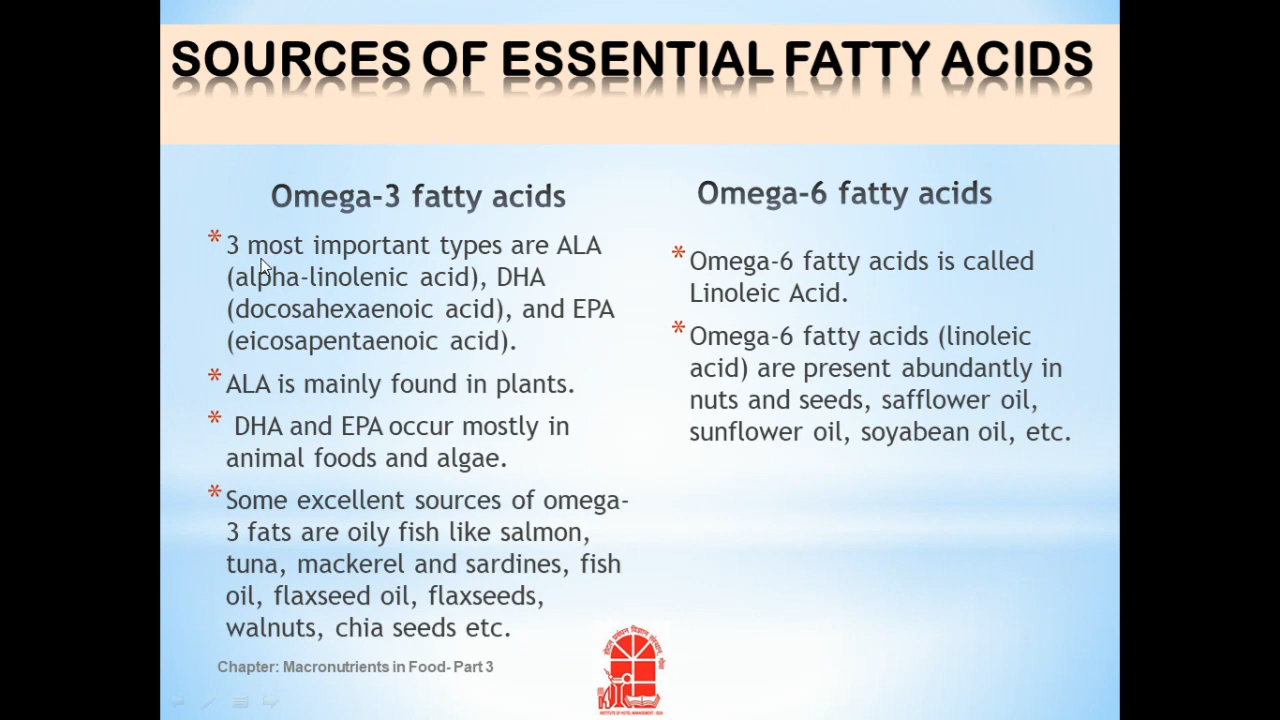 SOURCES OF ESSENTIAL FATTY ACIDS
Omega-3 fatty acids
* 3 most important types are ALA
(alpha-linolenic acid), DHA
(docosahexaenoic acid), and EPA
(eicosapentaenoic acid).
* ALA is mainly found in plants.
* DHA and EPA occur mostly in
animal foods and algae.
* Some excellent sources of omega-
3 fats are oily fish like salmon,
tuna, mackerel and sardines, fish
oil, flaxseed oil, flaxseeds,
walnuts, chia seeds etc.
Omega-6 fatty acids
* Omega-6 fatty acids is called
Linoleic Acid.
* Omega-6 fatty acids (linoleic
acid) are present abundantly in
nuts and seeds, safflower oil,
sunflower oil, soyabean oil, etc.
Chapter: Macronutrients in Food- Part 3
INSTITUTE OF HOTEL MANAGEMENT - GOA